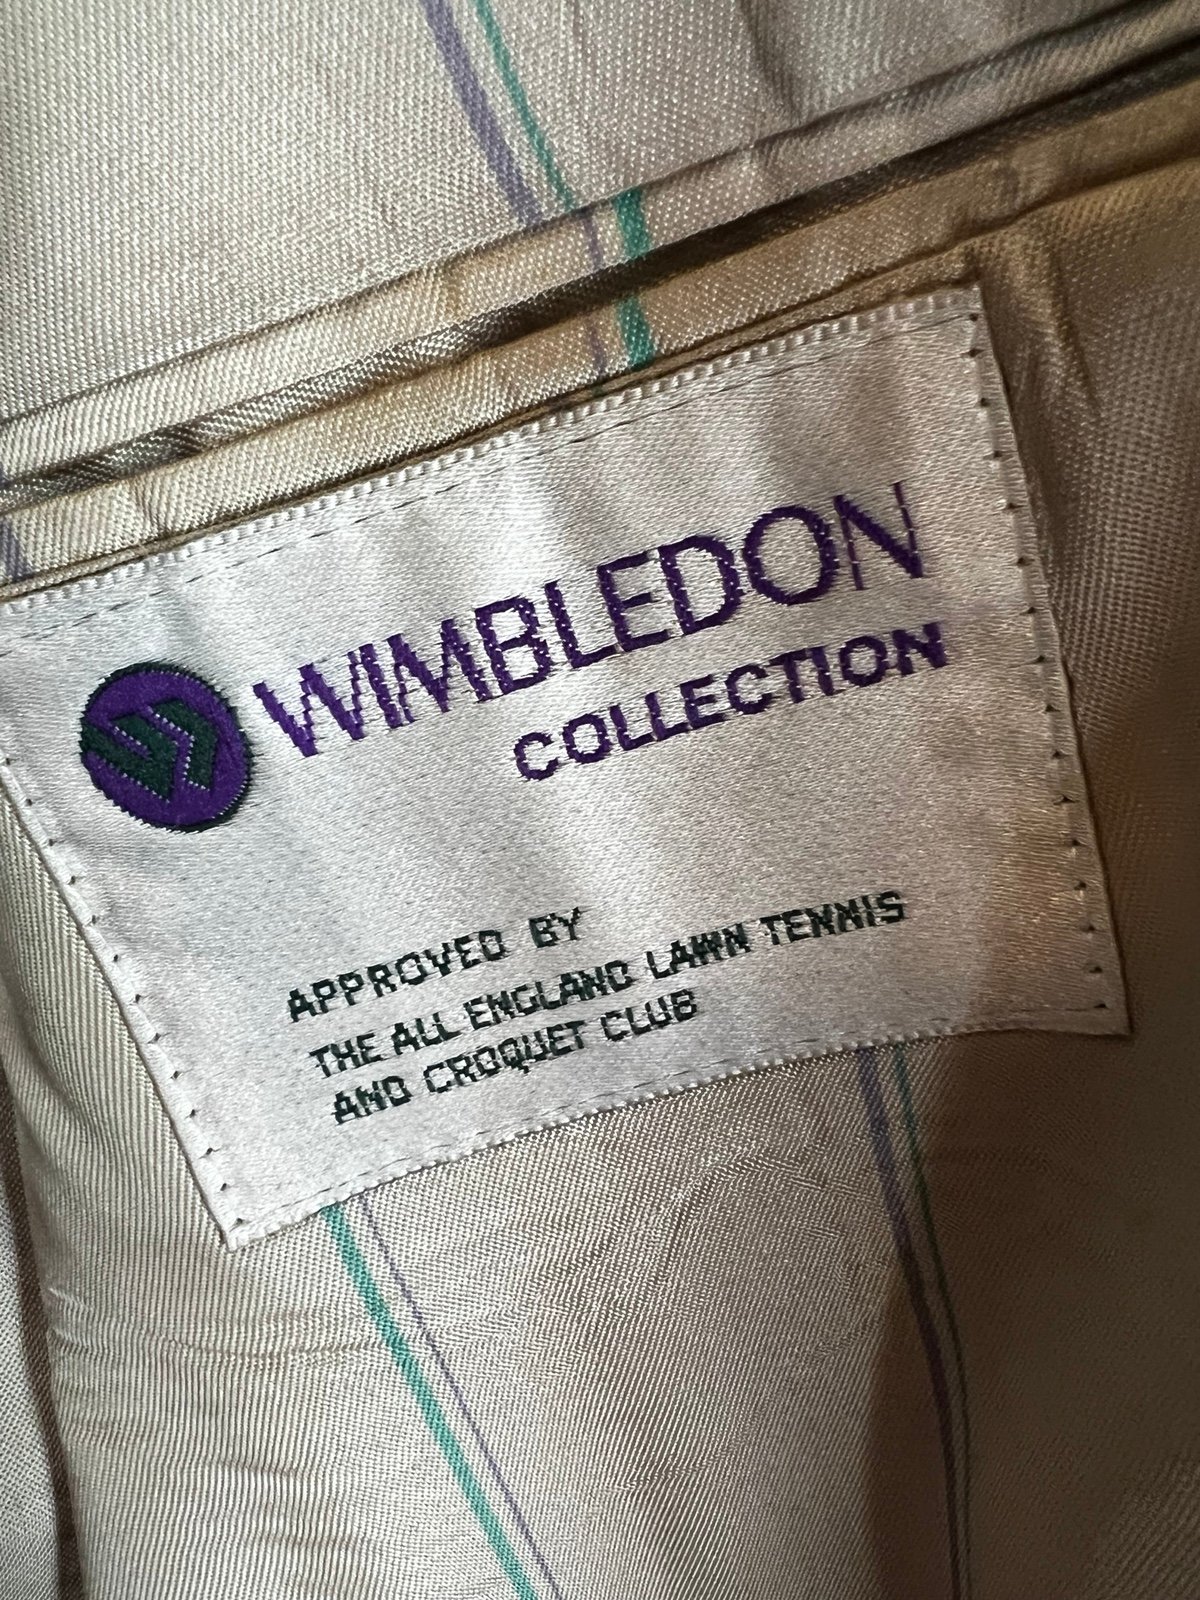 WIMBLEDON
COLLECTION
APPROVED BY
THE ALL ENGLAND LAWN TENNIS
AND CROQUET CLUB